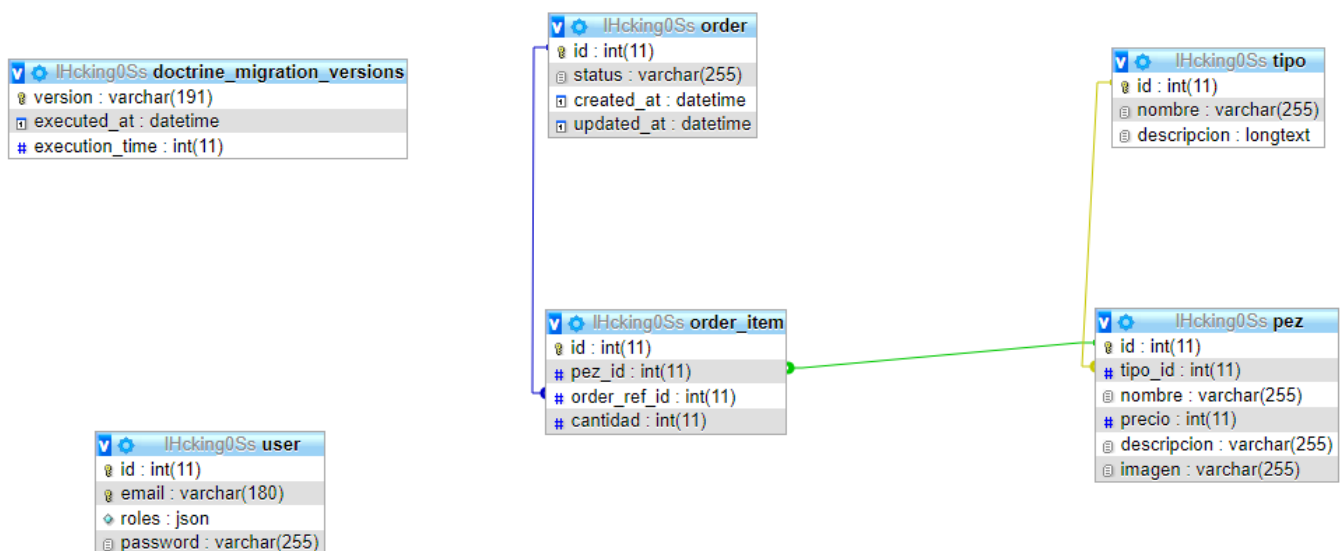 lHcking0Ss doctrine_migration_versions
version : varchar(191)
executed_at : datetime
# execution_time : int(11)
lHcking0Ss order
id : int(11)
status : varchar(255)
created_at : datetime
updated_at : datetime
lHcking0Ss tipo
id : int(11)
nombre : varchar(255)
descripcion : longtext
lHcking0Ss order_item
id : int(11)
# pez_id : int(11)
# order_ref_id : int(11)
# cantidad : int(11)
lHcking0Ss pez
id : int(11)
# tipo_id : int(11)
nombre : varchar(255)
# precio : int(11)
descripcion : varchar(255)
imagen : varchar(255)
lHcking0Ss user
id : int(11)
email : varchar(180)
roles : json
password : varchar(255)